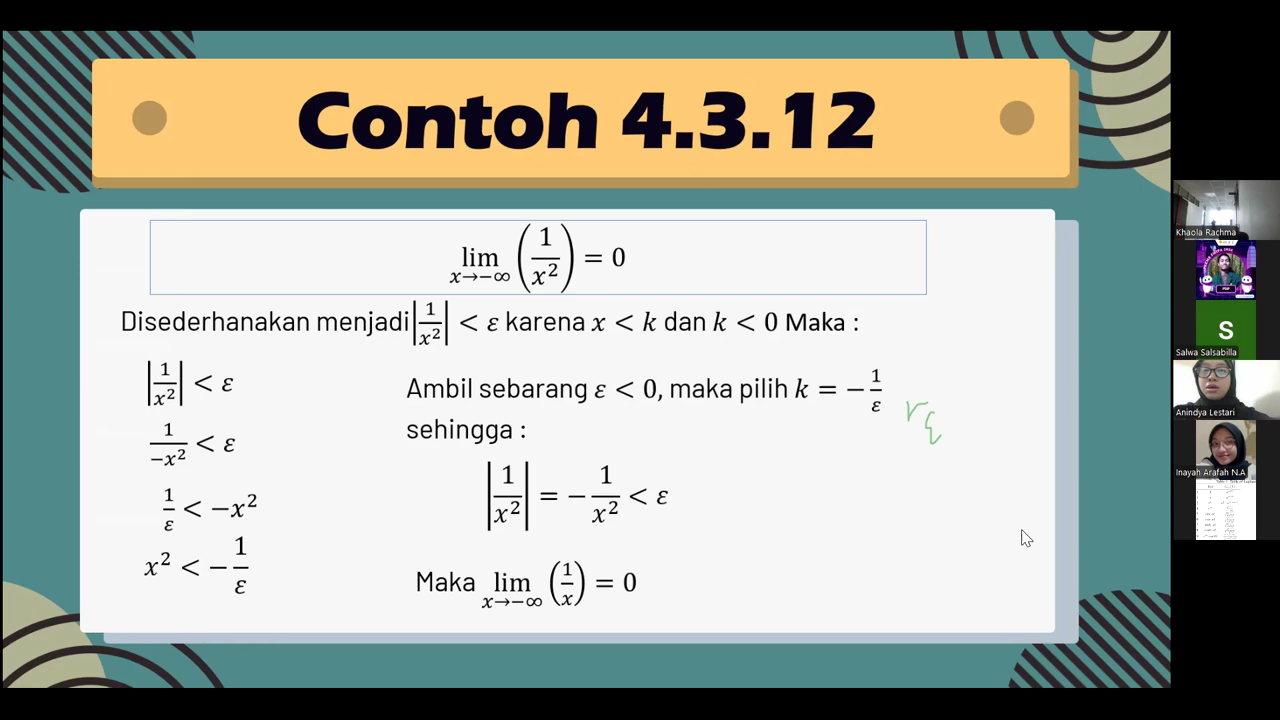 Contoh 4.3.12
lim x→−∞ (1/x²) = 0
Disederhanakan menjadi |1/x²| < ε karena x < k dan k < 0 Maka :
|1/x²| < ε
1/−x² < ε
1/ε < −x²
x² < −1/ε
Ambil sebarang ε < 0, maka pilih k = −1/ε
sehingga :
|1/x²| = −1/x² < ε
Maka lim x→−∞ (1/x) = 0
Khaola Rachma
S
Salwa Salsabilla
Anindya Lestari
Inayah Arafah N.A